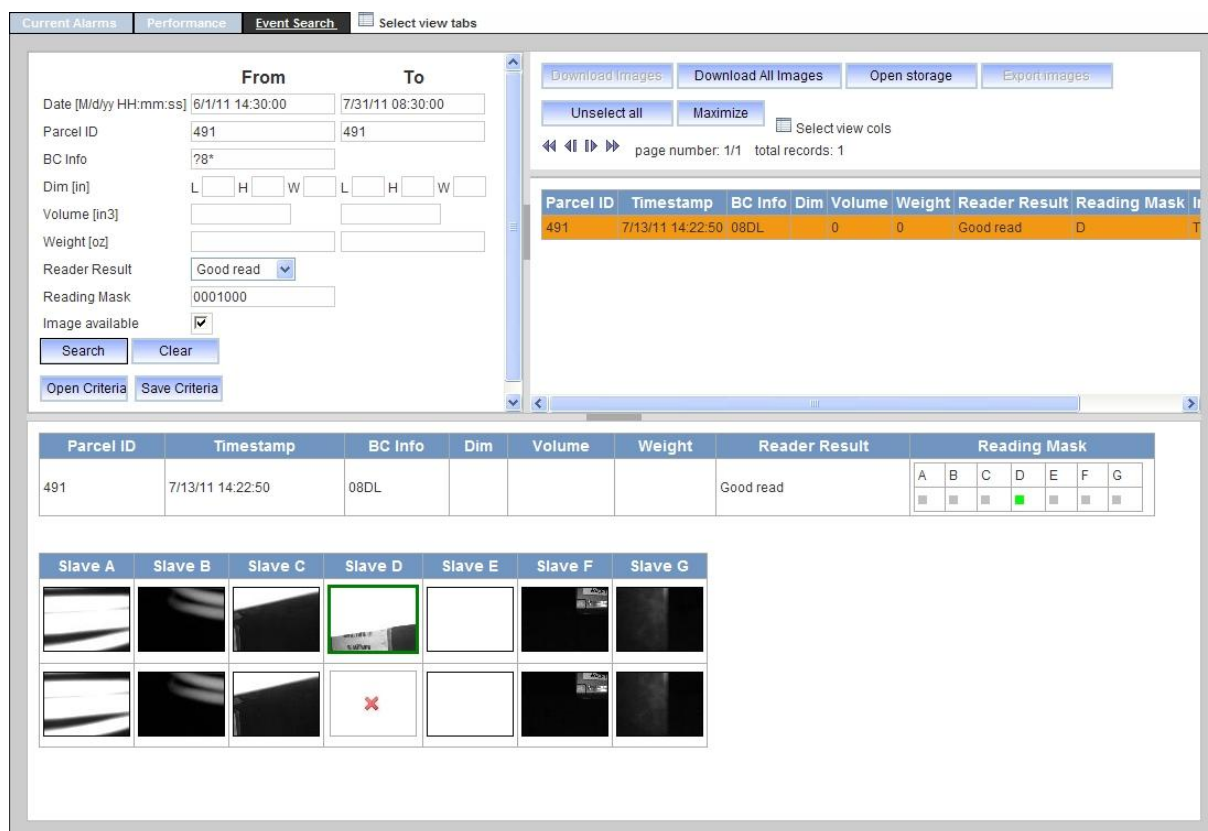 Current Alarms Performance Event Search Select view tabs
From To
Date [M/d/yy HH:mm:ss] 6/1/11 14:30:00 7/31/11 08:30:00
Parcel ID 491 491
BC Info ?8*
Dim [in] L H W L H W
Volume [in3]
Weight [oz]
Reader Result Good read
Reading Mask 0001000
Image available
Search Clear
Open Criteria Save Criteria
Download Images Download All Images Open storage Export images
Unselect all Maximize Select view cols
page number: 1/1 total records: 1
Parcel ID Timestamp BC Info Dim Volume Weight Reader Result Reading Mask
491 7/13/11 14:22:50 08DL 0 0 Good read D T
Parcel ID Timestamp BC Info Dim Volume Weight Reader Result Reading Mask
A B C D E F G
491 7/13/11 14:22:50 08DL Good read
Slave A Slave B Slave C Slave D Slave E Slave F Slave G